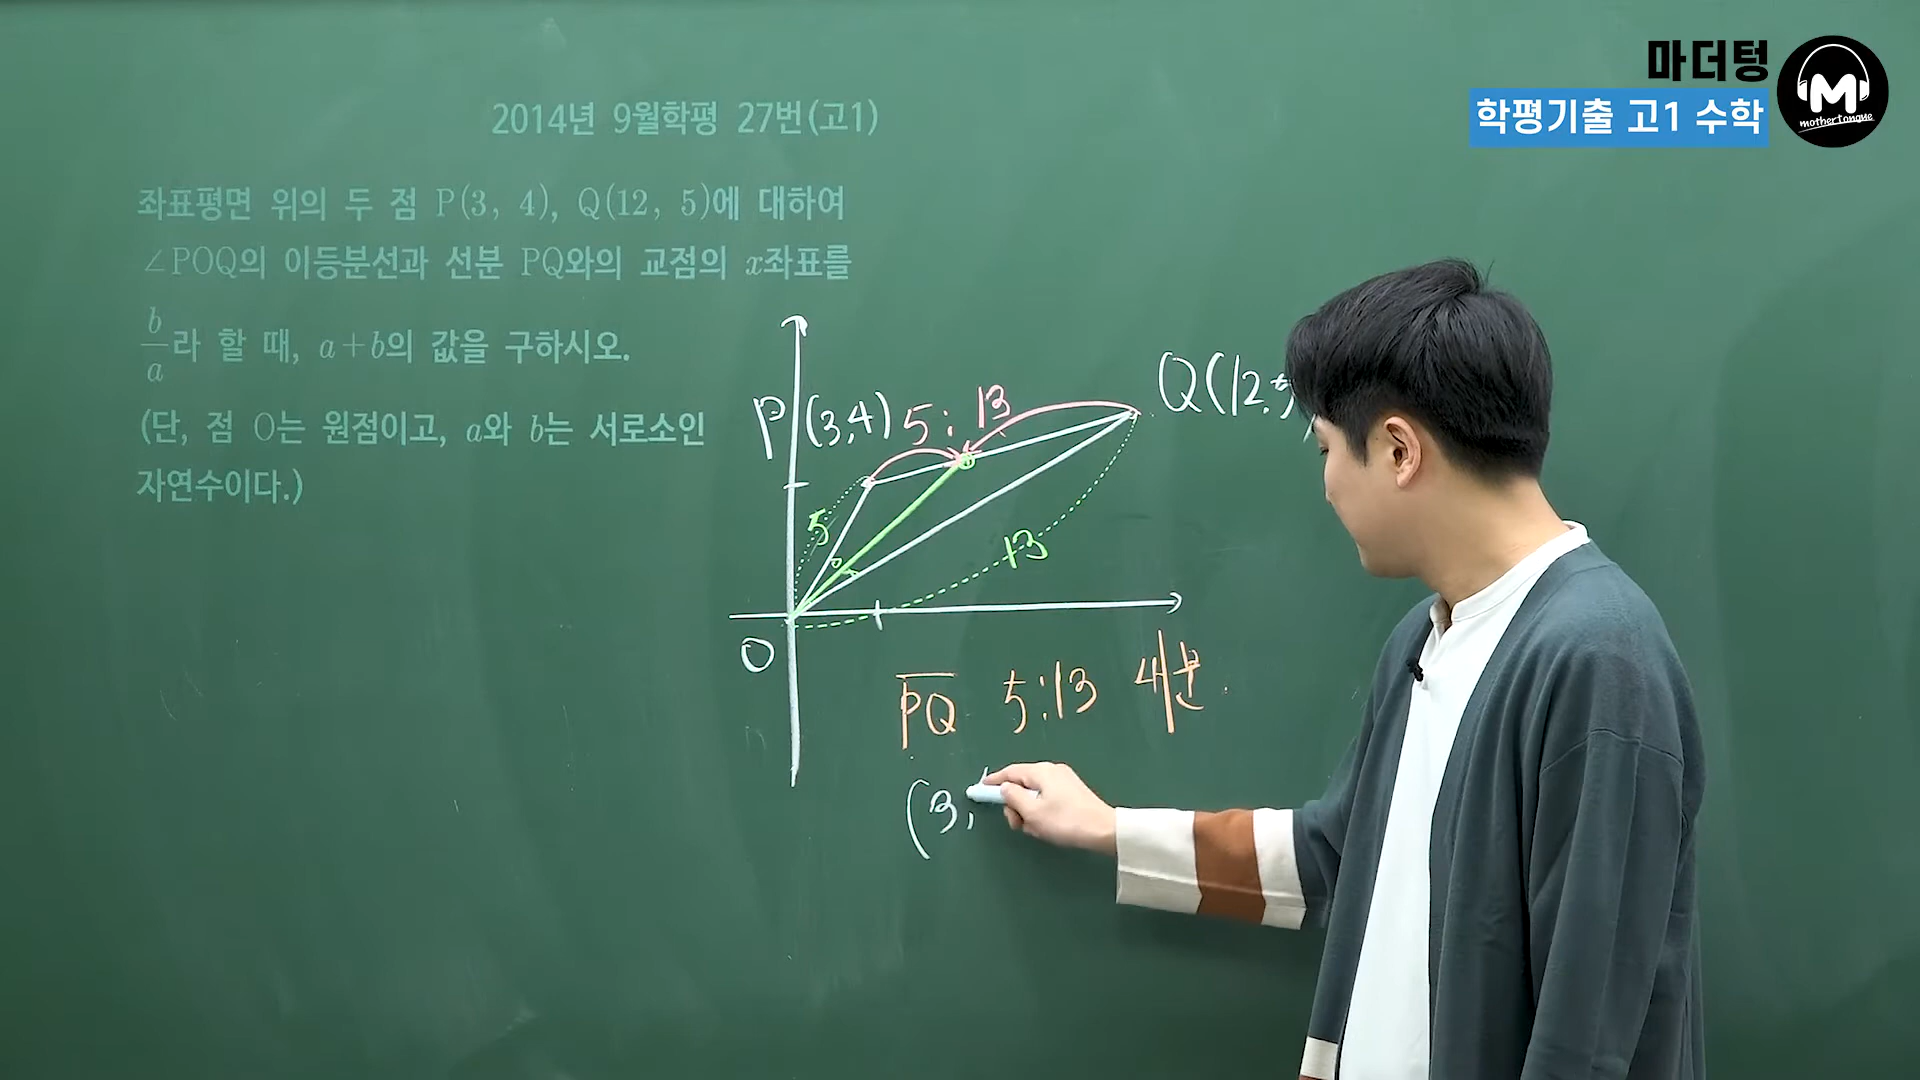 마더텅
학평기출 고1 수학
M
mothertongue
2014년 9월학평 27번(고1)
좌표평면 위의 두 점 P(3, 4), Q(12, 5)에 대하여
∠POQ의 이등분선과 선분 PQ와의 교점의 x좌표를
b/a라 할 때, a+b의 값을 구하시오.
(단, 점 O는 원점이고, a와 b는 서로소인
자연수이다.)
P(3,4)
5:13
Q(12,5
5
13
O
PQ 5:13 내분
(3,